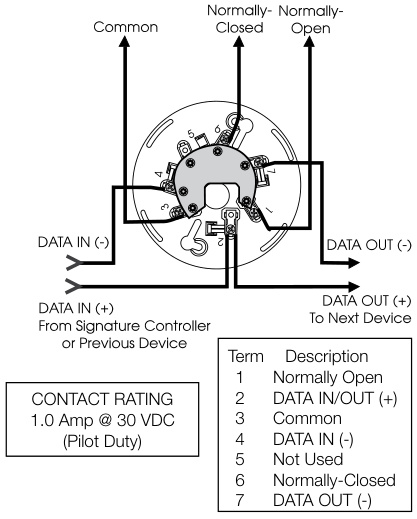 Common
Normally-
Closed
Normally-
Open
5
6
4
7
3
1
2
DATA IN (-)
DATA OUT (-)
DATA IN (+)
From Signature Controller
or Previous Device
DATA OUT (+)
To Next Device
CONTACT RATING
1.0 Amp @ 30 VDC
(Pilot Duty)
Term Description
1 Normally Open
2 DATA IN/OUT (+)
3 Common
4 DATA IN (-)
5 Not Used
6 Normally-Closed
7 DATA OUT (-)